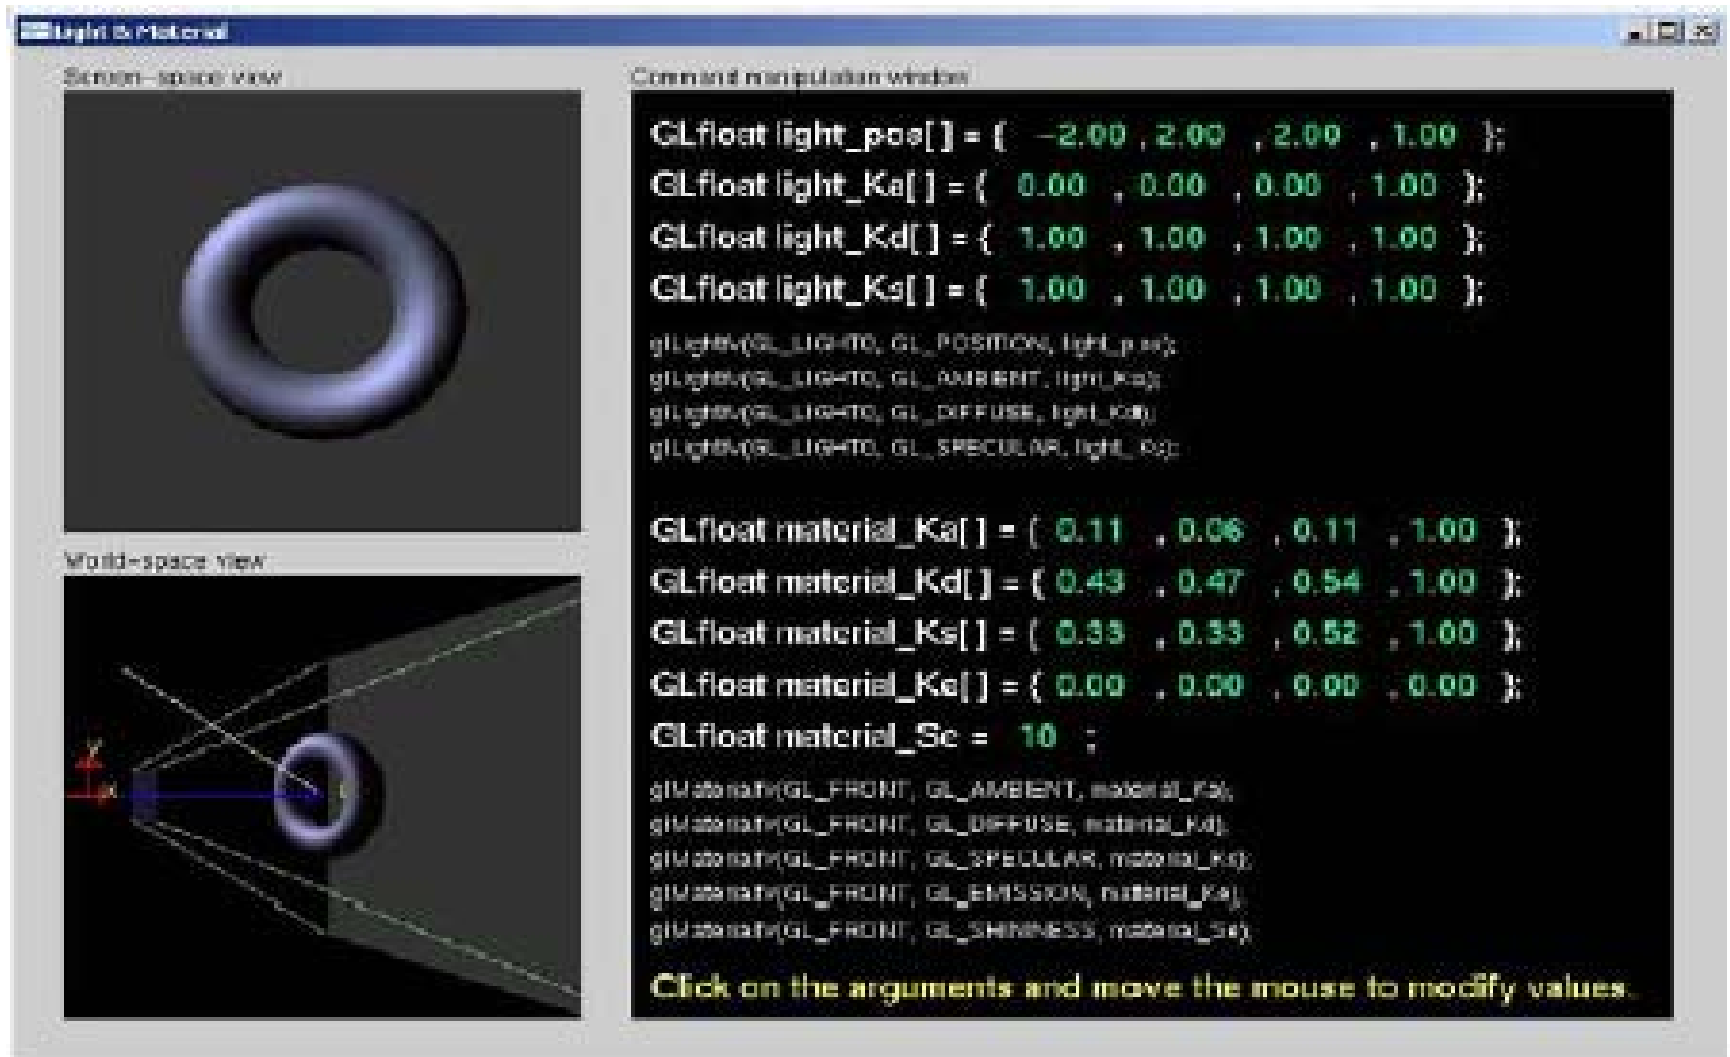 Light & Material
Screen-space view
World-space view
Command manipulation window
GLfloat light_pos[] = { -2.00 , 2.00 , 2.00 , 1.00 };
GLfloat light_Ka[] = { 0.00 , 0.00 , 0.00 , 1.00 };
GLfloat light_Kd[] = { 1.00 , 1.00 , 1.00 , 1.00 };
GLfloat light_Ks[] = { 1.00 , 1.00 , 1.00 , 1.00 };
glLightfv(GL_LIGHT0, GL_POSITION, light_pos);
glLightfv(GL_LIGHT0, GL_AMBIENT, light_Ka);
glLightfv(GL_LIGHT0, GL_DIFFUSE, light_Kd);
glLightfv(GL_LIGHT0, GL_SPECULAR, light_Ks);
GLfloat material_Ka[] = { 0.11 , 0.06 , 0.11 , 1.00 };
GLfloat material_Kd[] = { 0.43 , 0.47 , 0.54 , 1.00 };
GLfloat material_Ks[] = { 0.33 , 0.33 , 0.52 , 1.00 };
GLfloat material_Ke[] = { 0.00 , 0.00 , 0.00 , 0.00 };
GLfloat material_Se = 10 ;
glMaterialfv(GL_FRONT, GL_AMBIENT, material_Ka);
glMaterialfv(GL_FRONT, GL_DIFFUSE, material_Kd);
glMaterialfv(GL_FRONT, GL_SPECULAR, material_Ks);
glMaterialfv(GL_FRONT, GL_EMISSION, material_Ke);
glMaterialfv(GL_FRONT, GL_SHININESS, material_Se);
Click on the arguments and move the mouse to modify values.
y